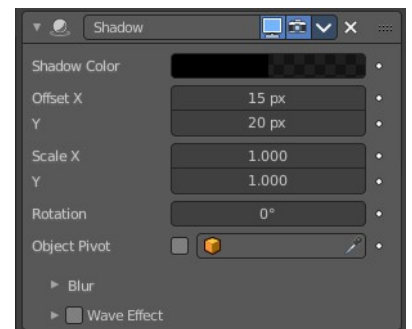 Shadow
Shadow Color
Offset X 15 px
Y 20 px
Scale X 1.000
Y 1.000
Rotation 0°
Object Pivot
Blur
Wave Effect